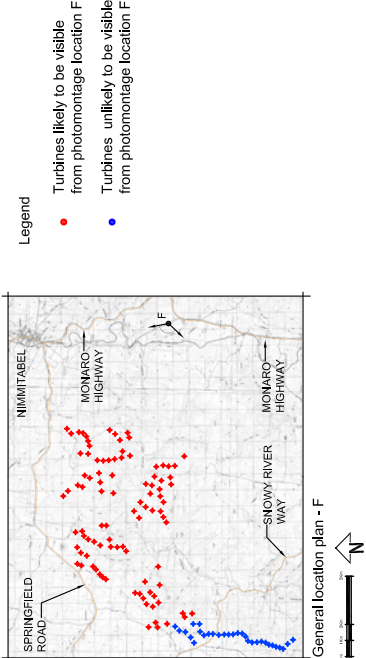 Legend
Turbines likely to be visible
from photomontage location F
Turbines unlikely to be visible
from photomontage location F
NIMMITABEL
MONARO
HIGHWAY
F
MONARO
HIGHWAY
SPRINGFIELD
ROAD
SNOWY RIVER
WAY
General location plan - F
N